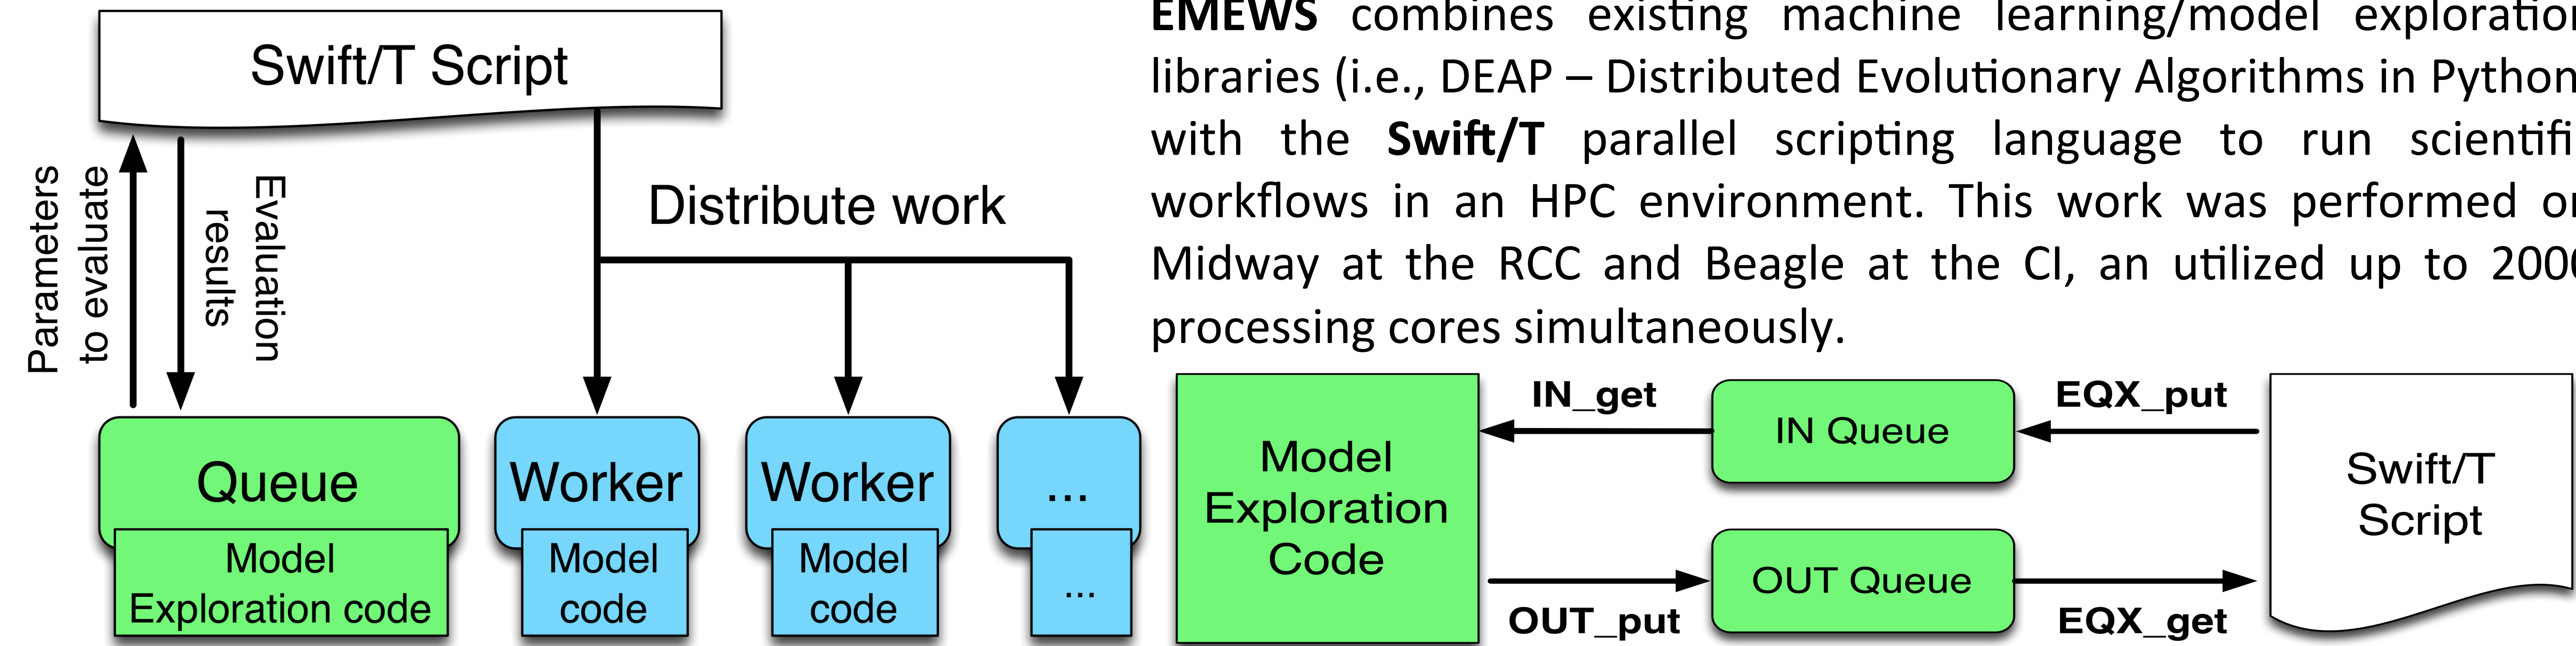 Swift/T Script
Parameters
to evaluate
Evaluation
results
Distribute work
Queue
Model
Exploration code
Worker
Model
code
Worker
Model
code
...
...
EMEWS combines existing machine learning/model exploration
libraries (i.e., DEAP – Distributed Evolutionary Algorithms in Python
with the Swift/T parallel scripting language to run scientifi
workflows in an HPC environment. This work was performed on
Midway at the RCC and Beagle at the CI, an utilized up to 2000
processing cores simultaneously.
Model
Exploration
Code
IN_get
IN Queue
EQX_put
OUT_put
OUT Queue
EQX_get
Swift/T
Script